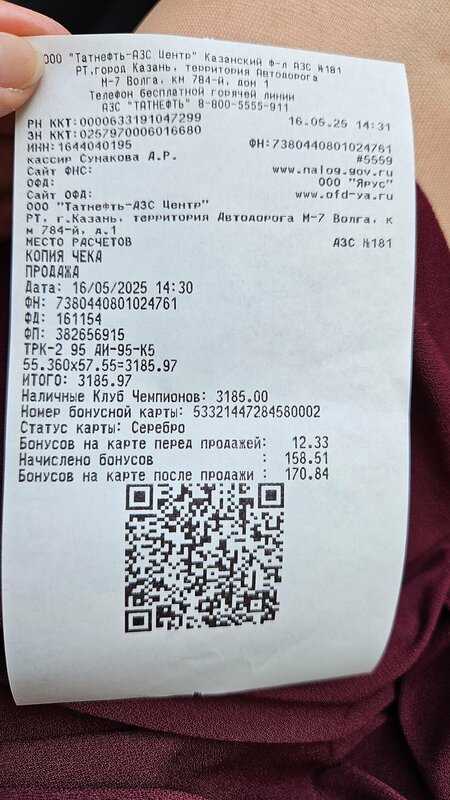 ООО "Татнефть-АЗС Центр" Казанский ф-л АЗС №181
РТ,город Казань, территория Автодорога
М-7 Волга, км 784-й, дом 1
Телефон бесплатной горячей линии
АЗС "ТАТНЕФТЬ" 8-800-5555-911
РН ККТ:0000633191047299 16.05.25 14:31
ЗН ККТ:0257970006016680
ИНН:1644040195 ФН:7380440801024761
кассир Сунакова А.Р. #5559
Сайт ФНС: www.nalog.gov.ru
ОФД: ООО "Ярус"
Сайт ОФД: www.ofd-ya.ru
ООО "Татнефть-АЗС Центр"
РТ, г.Казань, территория Автодорога М-7 Волга, к
м 784-й, д.1
МЕСТО РАСЧЕТОВ АЗС №181
КОПИЯ ЧЕКА
ПРОДАЖА
Дата: 16/05/2025 14:30
ФН: 7380440801024761
ФД: 161154
ФП: 382656915
ТРК-2 95 АИ-95-К5
55.360x57.55=3185.97
ИТОГО: 3185.97
Наличные Клуб Чемпионов: 3185.00
Номер бонусной карты: 53321447284580002
Статус карты: Серебро
Бонусов на карте перед продажей: 12.33
Начислено бонусов : 158.51
Бонусов на карте после продажи : 170.84